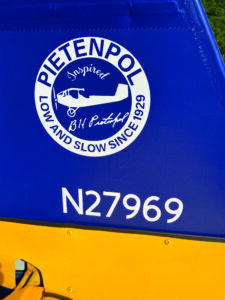 PIETENPOL
Inspired
BH Pietenpol
LOW AND SLOW SINCE 1929
N27969